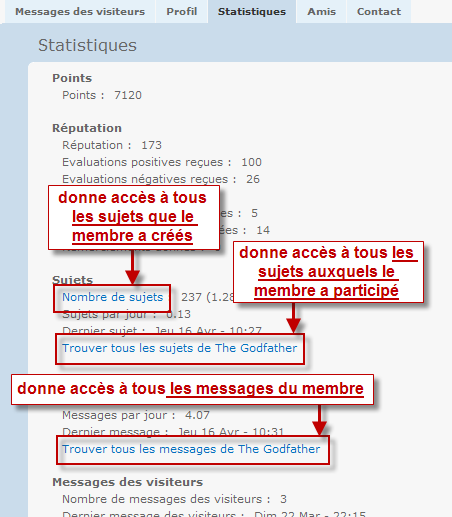 Messages des visiteurs Profil Statistiques Amis Contact
Statistiques
Points
Points : 7120
Réputation
Réputation : 173
Evaluations positives reçues : 100
Evaluations négatives reçues : 26
donne accès à tous
les sujets que le
membre a créés
es : 5
ées : 14
donne accès à tous les
sujets auxquels le
membre a participé
Sujets
Nombre de sujets 237 (1.28
Sujets par jour : 0.13
Dernier sujet : Jeu 16 Avr - 10:27
Trouver tous les sujets de The Godfather
donne accès à tous les messages du membre
Messages par jour : 4.07
Dernier message : Jeu 16 Avr - 10:31
Trouver tous les messages de The Godfather
Messages des visiteurs
Nombre de messages des visiteurs : 3
Dernier message des visiteurs : Dim 22 Mar - 22:15